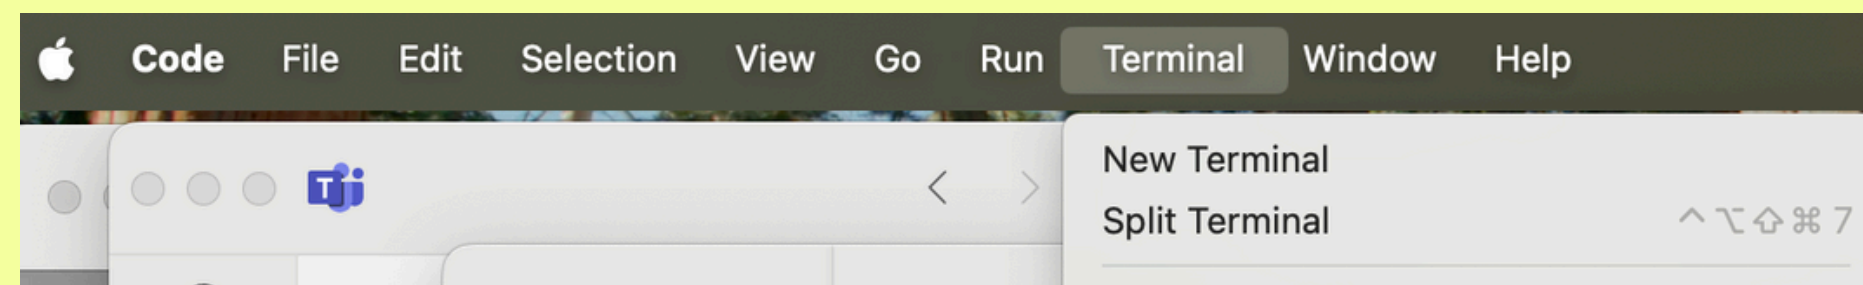 Code File Edit Selection View Go Run Terminal Window Help
T
New Terminal
Split Terminal ^⌥⇧⌘7